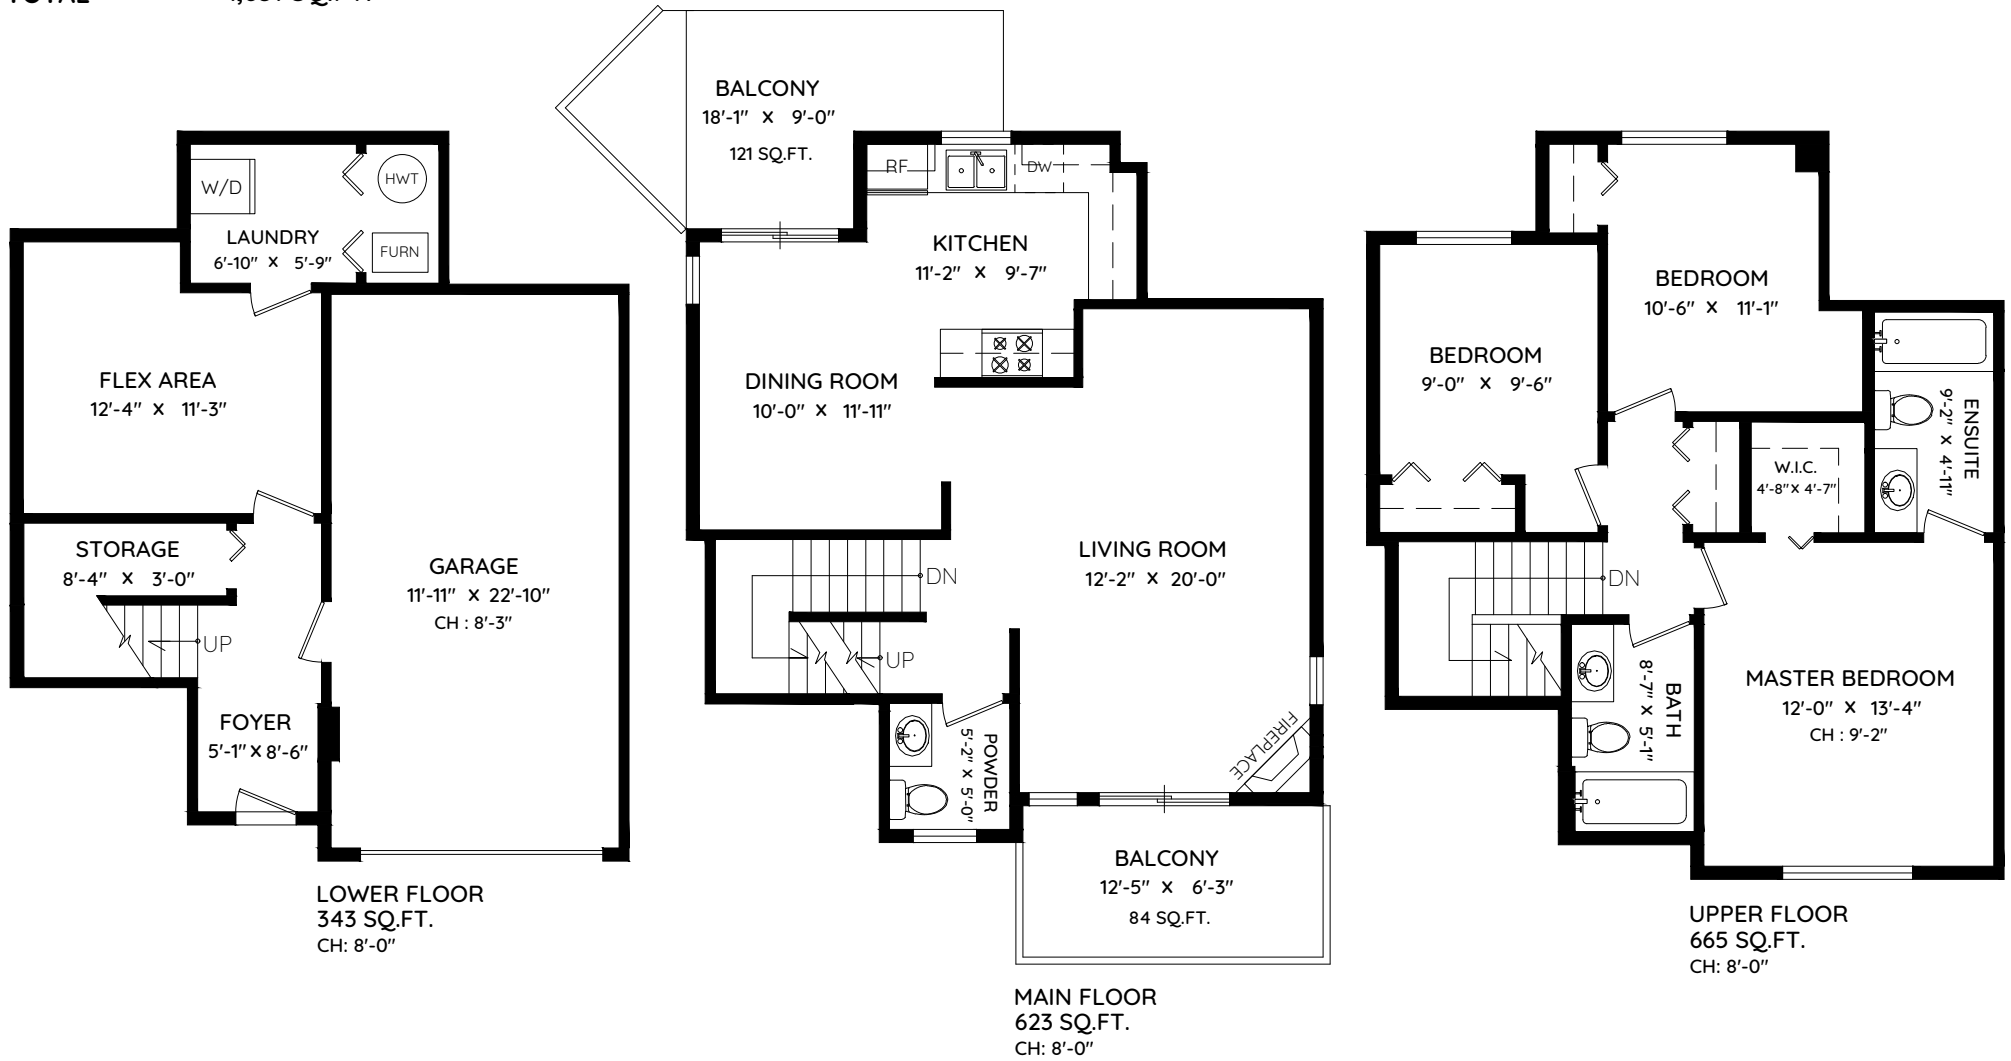 BALCONY
18'-1" X 9'-0"
121 SQ.FT.
W/D
HWT
LAUNDRY
6'-10" X 5'-9"
FURN
FLEX AREA
12'-4" X 11'-3"
STORAGE
8'-4" X 3'-0"
UP
GARAGE
11'-11" X 22'-10"
CH : 8'-3"
FOYER
5'-1" X 8'-6"
LOWER FLOOR
343 SQ.FT.
CH: 8'-0"
RF
DW
KITCHEN
11'-2" X 9'-7"
DINING ROOM
10'-0" X 11'-11"
LIVING ROOM
12'-2" X 20'-0"
DN
UP
POWDER
5'-2" X 5'-0"
FIREPLACE
BALCONY
12'-5" X 6'-3"
84 SQ.FT.
MAIN FLOOR
623 SQ.FT.
CH: 8'-0"
BEDROOM
10'-6" X 11'-1"
BEDROOM
9'-0" X 9'-6"
ENSUITE
9'-2" X 4'-11"
W.I.C.
4'-8" X 4'-7"
DN
BATH
8'-7" X 5'-1"
MASTER BEDROOM
12'-0" X 13'-4"
CH : 9'-2"
UPPER FLOOR
665 SQ.FT.
CH: 8'-0"